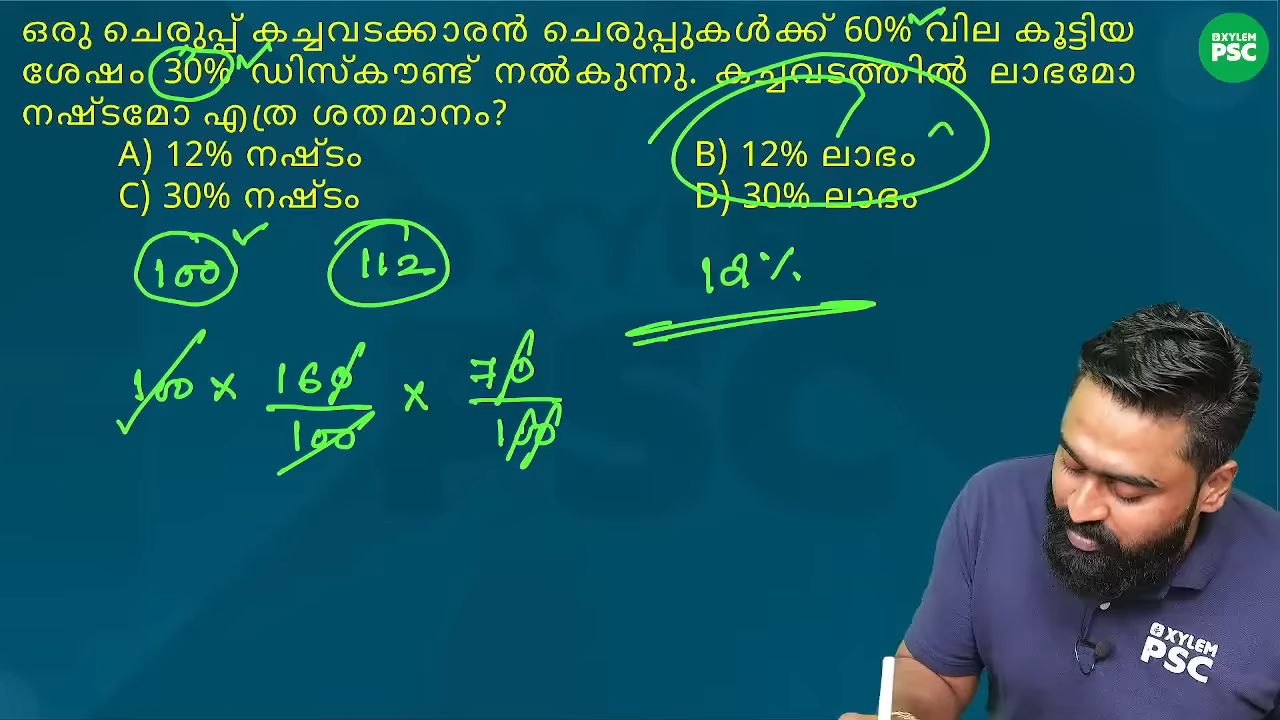 ഒരു ചെരുപ്പ് കച്ചവടക്കാരൻ ചെരുപ്പുകൾക്ക് 60% വില കൂട്ടിയ
ശേഷം 30% ഡിസ്കൗണ്ട് നൽകുന്നു. കച്ചവടത്തിൽ ലാഭമോ
നഷ്ടമോ എത്ര ശതമാനം?
A) 12% നഷ്ടം B) 12% ലാഭം
C) 30% നഷ്ടം D) 30% ലാഭം
100 112 12%
100 × 160/100 × 70/100
XYLEM
PSC
XYLEM
PSC